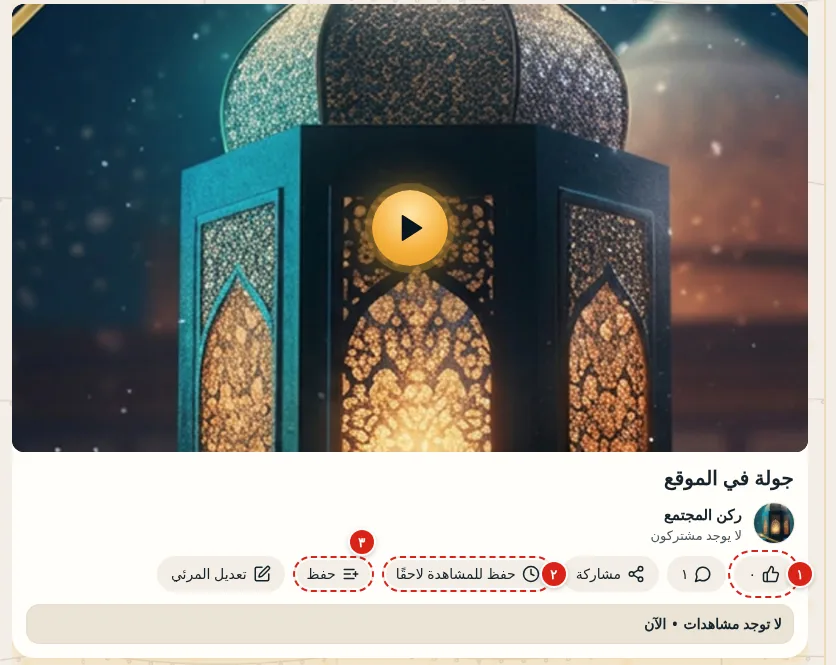 جولة في الموقع
ركن المجتمع
لا يوجد مشتركون
٣
١ ٠ ١ مشاركة ٢ حفظ للمشاهدة لاحقًا حفظ تعديل المرئي
لا توجد مشاهدات • الآن